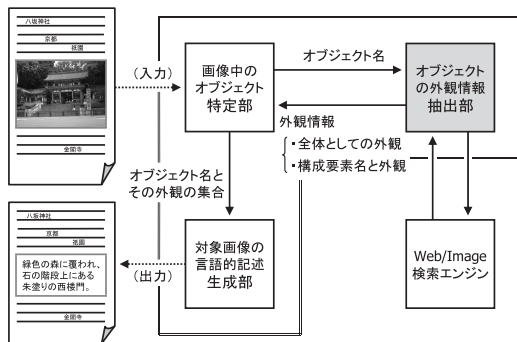 八坂神社
京都
祇園
金閣寺
(入力)
画像中の
オブジェクト
特定部
オブジェクト名
オブジェクト
の外観情報
抽出部
外観情報
・全体としての外観
・構成要素名と外観
オブジェクト名と
その外観の集合
八坂神社
京都
祇園
緑色の森に覆われ、
石の階段上にある
朱塗りの西楼門。
金閣寺
(出力)
対象画像の
言語的記述
生成部
Web/Image
検索エンジン